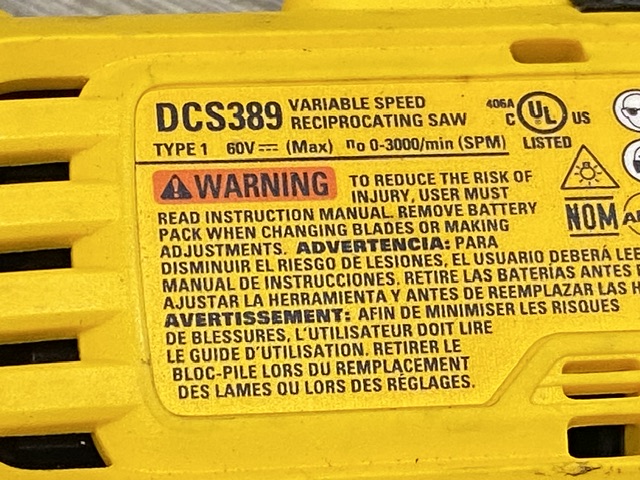 DCS389 VARIABLE SPEED
RECIPROCATING SAW
TYPE 1 60V⎓ (Max) no 0-3000/min (SPM)
406A
C UL US
LISTED
NOM
⚠WARNING TO REDUCE THE RISK OF
INJURY, USER MUST
READ INSTRUCTION MANUAL. REMOVE BATTERY
PACK WHEN CHANGING BLADES OR MAKING
ADJUSTMENTS. ADVERTENCIA: PARA
DISMINUIR EL RIESGO DE LESIONES, EL USUARIO DEBERÁ LEE
MANUAL DE INSTRUCCIONES. RETIRE LAS BATERÍAS ANTES
AJUSTAR LA HERRAMIENTA Y ANTES DE REEMPLAZAR LAS H
AVERTISSEMENT: AFIN DE MINIMISER LES RISQUES
DE BLESSURES, L'UTILISATEUR DOIT LIRE
LE GUIDE D'UTILISATION. RETIRER LE
BLOC-PILE LORS DU REMPLACEMENT
DES LAMES OU LORS DES RÉGLAGES.